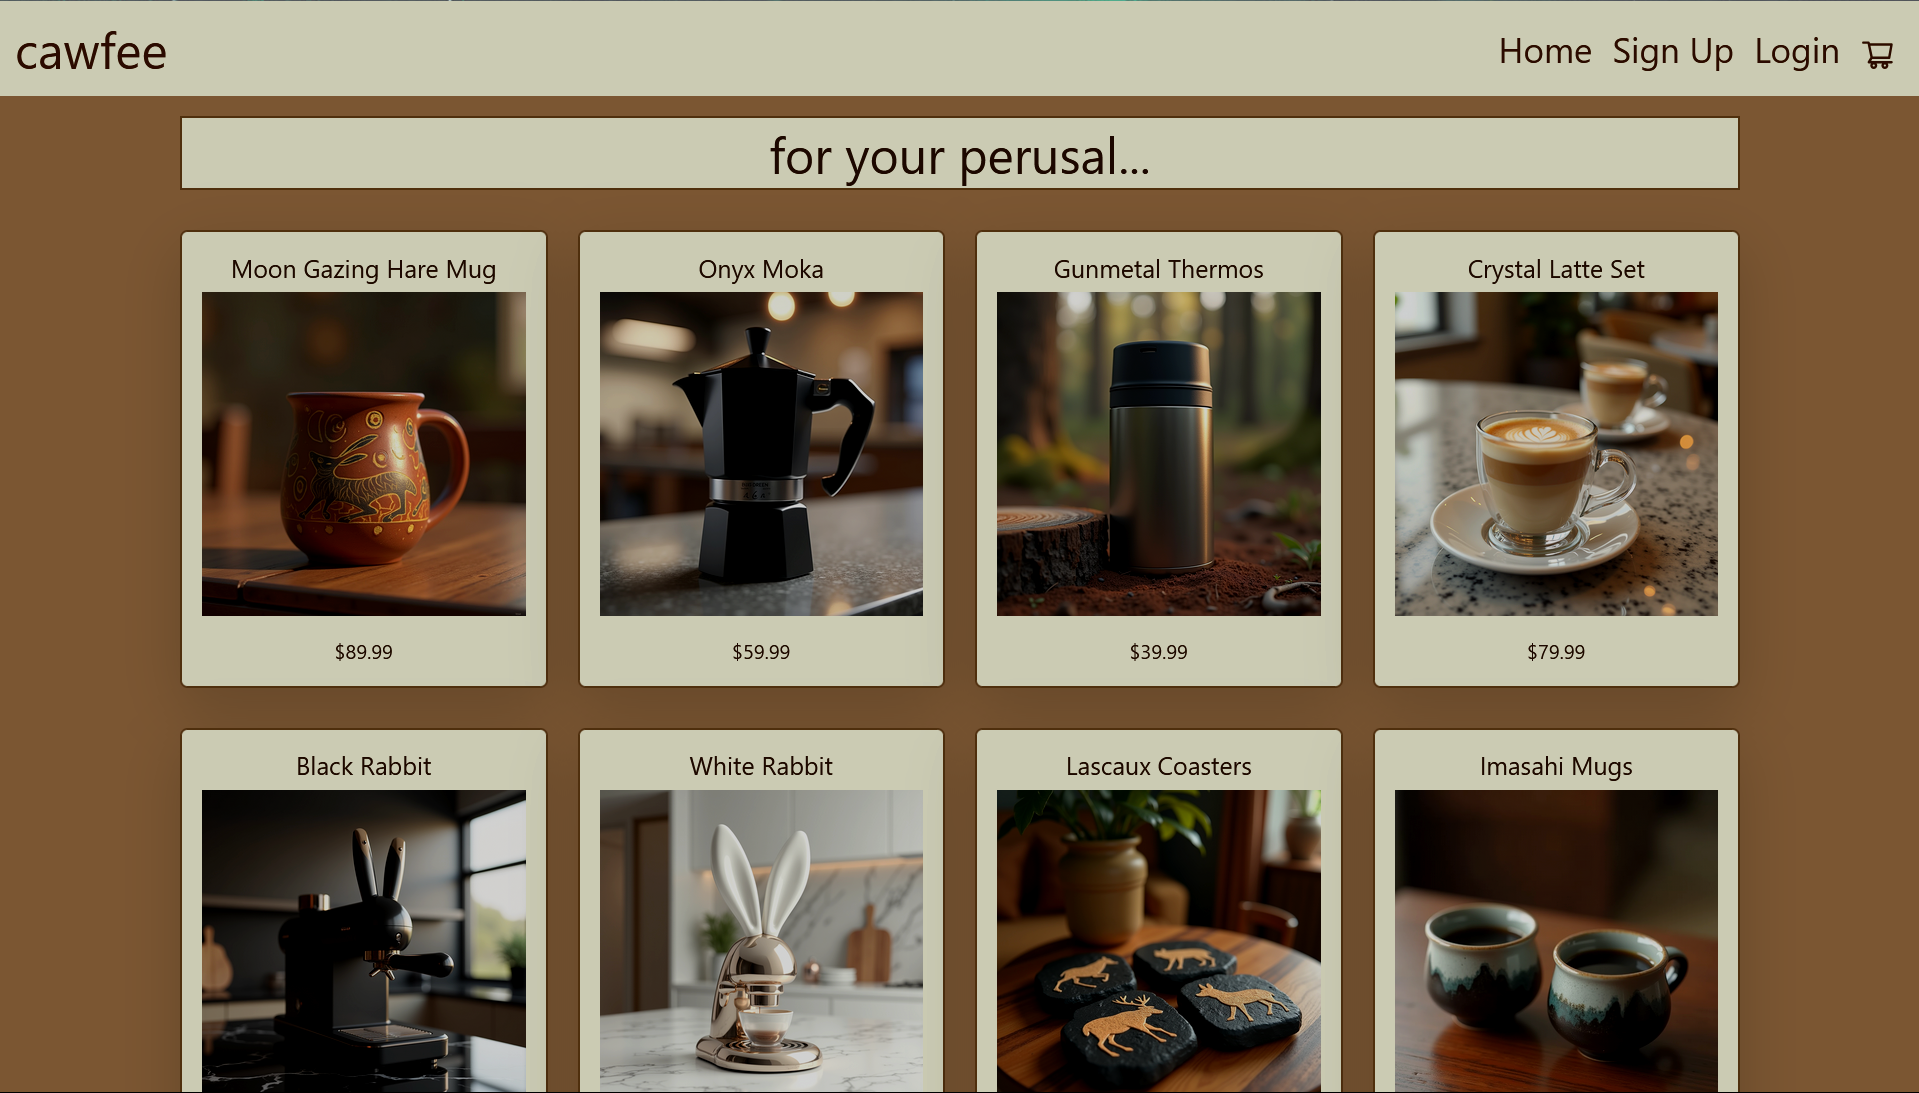 cawfee
Home Sign Up Login
for your perusal...
Moon Gazing Hare Mug
Onyx Moka
Gunmetal Thermos
Crystal Latte Set
$89.99
$59.99
$39.99
$79.99
Black Rabbit
White Rabbit
Lascaux Coasters
Imasahi Mugs